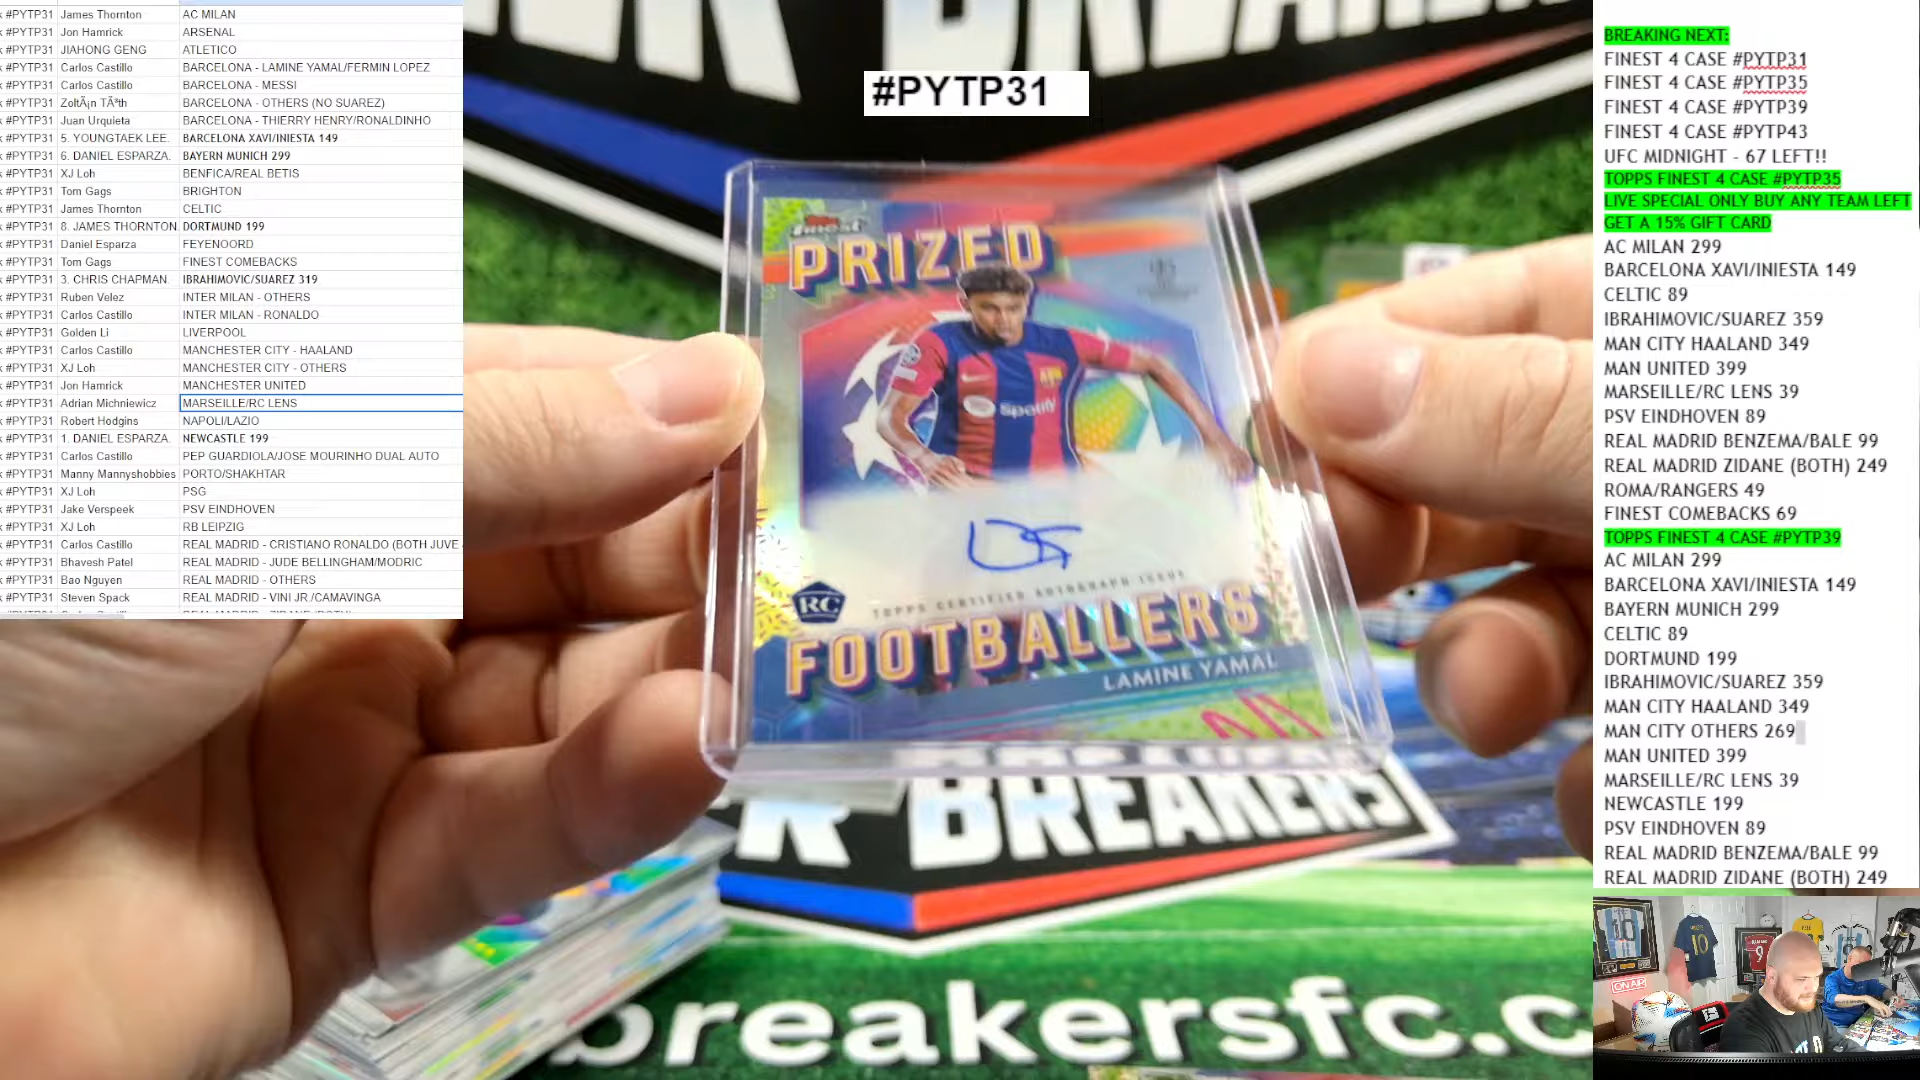 #PYTP31 James Thornton AC MILAN
#PYTP31 Jon Hamrick ARSENAL
#PYTP31 JIAHONG GENG ATLETICO
#PYTP31 Carlos Castillo BARCELONA - LAMINE YAMAL/FERMIN LOPEZ
#PYTP31 Carlos Castillo BARCELONA - MESSI
#PYTP31 BARCELONA - OTHERS (NO SUAREZ)
#PYTP31 Juan Urquieta BARCELONA - THIERRY HENRY/RONALDINHO
#PYTP31 5. YOUNGTAEK LEE. BARCELONA XAVI/INIESTA 149
#PYTP31 6. DANIEL ESPARZA. BAYERN MUNICH 299
#PYTP31 XJ Loh BENFICA/REAL BETIS
#PYTP31 Tom Gags BRIGHTON
#PYTP31 James Thornton CELTIC
#PYTP31 8. JAMES THORNTON. DORTMUND 199
#PYTP31 Daniel Esparza FEYENOORD
#PYTP31 Tom Gags FINEST COMEBACKS
#PYTP31 3. CHRIS CHAPMAN. IBRAHIMOVIC/SUAREZ 319
#PYTP31 Ruben Velez INTER MILAN - OTHERS
#PYTP31 Carlos Castillo INTER MILAN - RONALDO
#PYTP31 Golden Li LIVERPOOL
#PYTP31 Carlos Castillo MANCHESTER CITY - HAALAND
#PYTP31 XJ Loh MANCHESTER CITY - OTHERS
#PYTP31 Jon Hamrick MANCHESTER UNITED
#PYTP31 Adrian Michniewicz MARSEILLE/RC LENS
#PYTP31 Robert Hodgins NAPOLI/LAZIO
#PYTP31 1. DANIEL ESPARZA. NEWCASTLE 199
#PYTP31 Carlos Castillo PEP GUARDIOLA/JOSE MOURINHO DUAL AUTO
#PYTP31 Manny Mannyshobbies PORTO/SHAKHTAR
#PYTP31 XJ Loh PSG
#PYTP31 Jake Verspeek PSV EINDHOVEN
#PYTP31 XJ Loh RB LEIPZIG
#PYTP31 Carlos Castillo REAL MADRID - CRISTIANO RONALDO (BOTH JUVE
#PYTP31 Bhavesh Patel REAL MADRID - JUDE BELLINGHAM/MODRIC
#PYTP31 Bao Nguyen REAL MADRID - OTHERS
#PYTP31 Steven Spack REAL MADRID - VINI JR./CAMAVINGA
#PYTP31
finest
PRIZED
Spotify
RC
TOPPS CERTIFIED AUTOGRAPH ISSUE
FOOTBALLERS
LAMINE YAMAL
BREAKERS
breakersfc.c
BREAKING NEXT:
FINEST 4 CASE #PYTP31
FINEST 4 CASE #PYTP35
FINEST 4 CASE #PYTP39
FINEST 4 CASE #PYTP43
UFC MIDNIGHT - 67 LEFT!!
TOPPS FINEST 4 CASE #PYTP35
LIVE SPECIAL ONLY BUY ANY TEAM LEFT
GET A 15% GIFT CARD
AC MILAN 299
BARCELONA XAVI/INIESTA 149
CELTIC 89
IBRAHIMOVIC/SUAREZ 359
MAN CITY HAALAND 349
MAN UNITED 399
MARSEILLE/RC LENS 39
PSV EINDHOVEN 89
REAL MADRID BENZEMA/BALE 99
REAL MADRID ZIDANE (BOTH) 249
ROMA/RANGERS 49
FINEST COMEBACKS 69
TOPPS FINEST 4 CASE #PYTP39
AC MILAN 299
BARCELONA XAVI/INIESTA 149
BAYERN MUNICH 299
CELTIC 89
DORTMUND 199
IBRAHIMOVIC/SUAREZ 359
MAN CITY HAALAND 349
MAN CITY OTHERS 269
MAN UNITED 399
MARSEILLE/RC LENS 39
NEWCASTLE 199
PSV EINDHOVEN 89
REAL MADRID BENZEMA/BALE 99
REAL MADRID ZIDANE (BOTH) 249
ON AIR